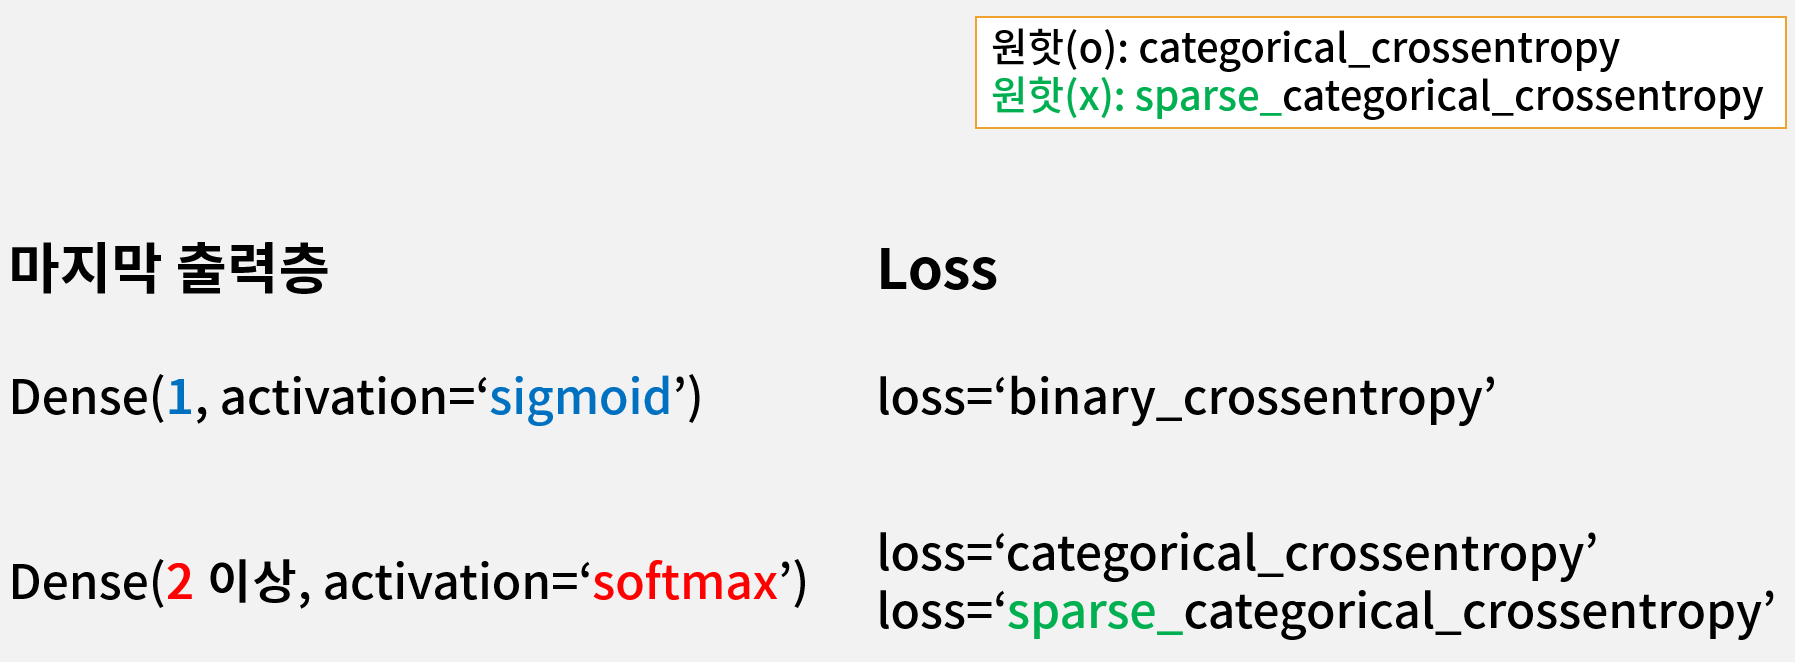 원핫(o): categorical_crossentropy
원핫(x): sparse_categorical_crossentropy
마지막 출력층
Loss
Dense(1, activation=‘sigmoid’)
loss=‘binary_crossentropy’
Dense(2 이상, activation=‘softmax’)
loss=‘categorical_crossentropy’
loss=‘sparse_categorical_crossentropy’